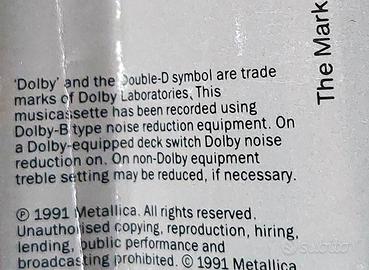 'Dolby' and the Double-D symbol are trade
marks of Dolby Laboratories. This
musicassette has been recorded using
Dolby-B type noise reduction equipment. On
a Dolby-equipped deck switch Dolby noise
reduction on. On non-Dolby equipment
treble setting may be reduced, if necessary.
℗ 1991 Metallica. All rights reserved.
Unauthorised copying, reproduction, hiring,
lending, public performance and
broadcasting prohibited. © 1991 Metallica
The Mark
subito